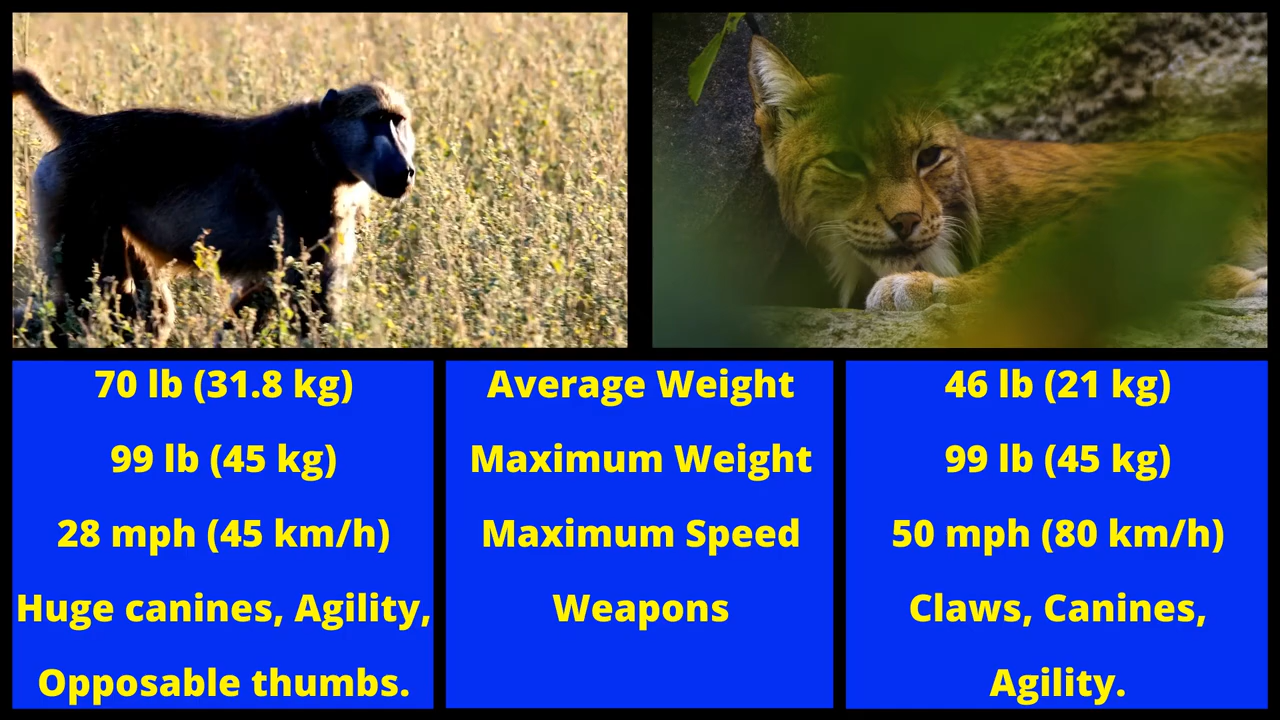 70 lb (31.8 kg)
Average Weight
46 lb (21 kg)
99 lb (45 kg)
Maximum Weight
99 lb (45 kg)
28 mph (45 km/h)
Maximum Speed
50 mph (80 km/h)
Huge canines, Agility,
Weapons
Claws, Canines,
Opposable thumbs.
Agility.